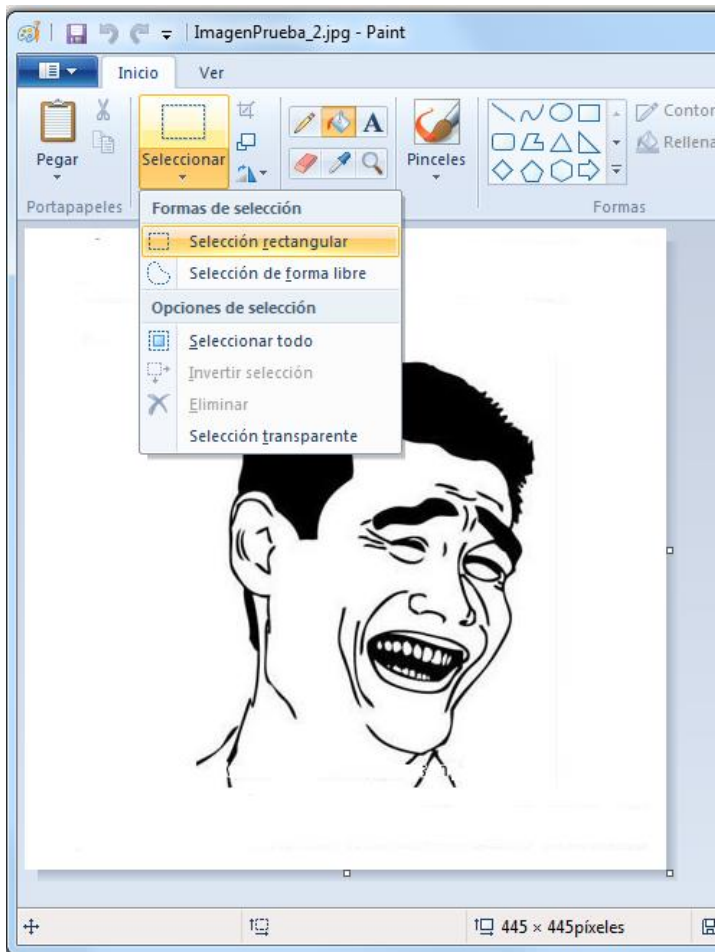 ImagenPrueba_2.jpg - Paint
Inicio Ver
Pegar
Seleccionar
A
Pinceles
Contor
Rellena
Portapapeles
Formas
Formas de selección
Selección rectangular
Selección de forma libre
Opciones de selección
Seleccionar todo
Invertir selección
Eliminar
Selección transparente
445 × 445píxeles